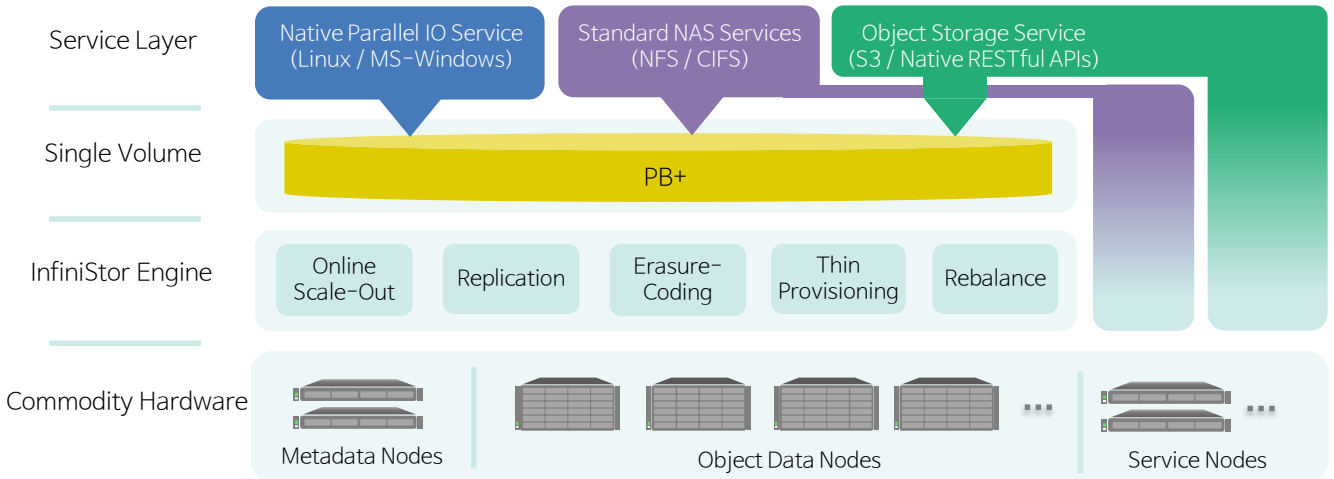 Service Layer
Native Parallel IO Service
(Linux / MS-Windows)
Standard NAS Services
(NFS / CIFS)
Object Storage Service
(S3 / Native RESTful APIs)
Single Volume
PB+
InfiniStor Engine
Online
Scale-Out
Replication
Erasure-
Coding
Thin
Provisioning
Rebalance
Commodity Hardware
...
...
Metadata Nodes
Object Data Nodes
Service Nodes